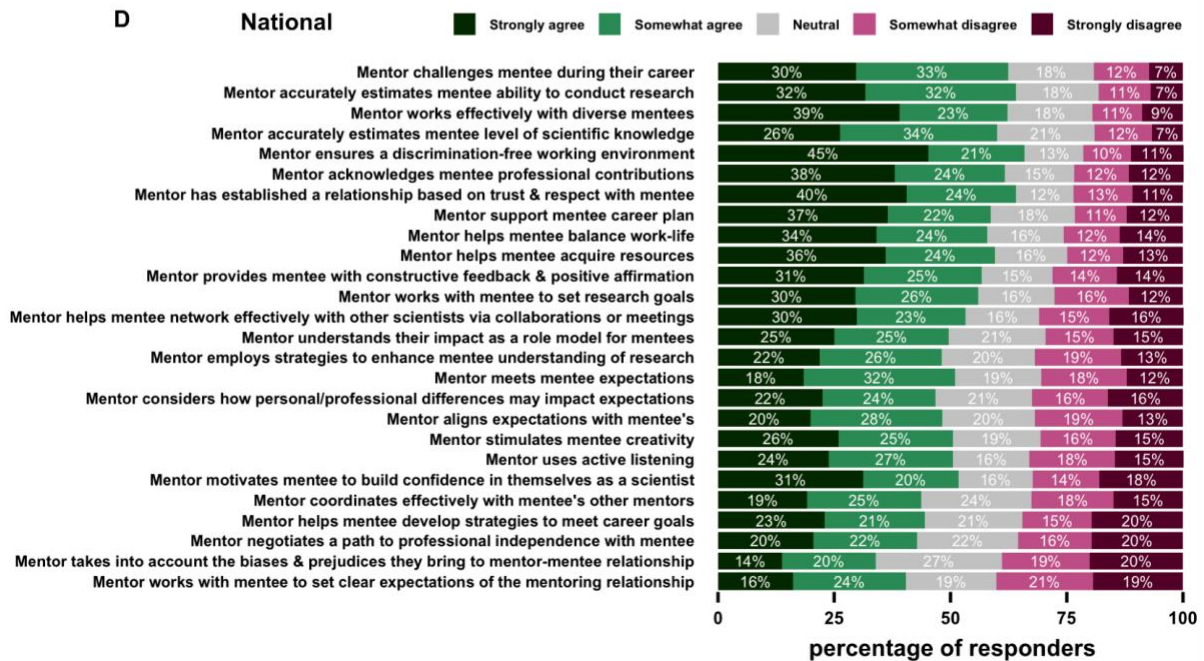 D National Strongly agree Somewhat agree Neutral Somewhat disagree Strongly disagree
Mentor challenges mentee during their career 30% 33% 18% 12% 7%
Mentor accurately estimates mentee ability to conduct research 32% 32% 18% 11% 7%
Mentor works effectively with diverse mentees 39% 23% 18% 11% 9%
Mentor accurately estimates mentee level of scientific knowledge 26% 34% 21% 12% 7%
Mentor ensures a discrimination-free working environment 45% 21% 13% 10% 11%
Mentor acknowledges mentee professional contributions 38% 24% 15% 12% 12%
Mentor has established a relationship based on trust & respect with mentee 40% 24% 12% 13% 11%
Mentor support mentee career plan 37% 22% 18% 11% 12%
Mentor helps mentee balance work-life 34% 24% 16% 12% 14%
Mentor helps mentee acquire resources 36% 24% 16% 12% 13%
Mentor provides mentee with constructive feedback & positive affirmation 31% 25% 15% 14% 14%
Mentor works with mentee to set research goals 30% 26% 16% 16% 12%
Mentor helps mentee network effectively with other scientists via collaborations or meetings 30% 23% 16% 15% 16%
Mentor understands their impact as a role model for mentees 25% 25% 21% 15% 15%
Mentor employs strategies to enhance mentee understanding of research 22% 26% 20% 19% 13%
Mentor meets mentee expectations 18% 32% 19% 18% 12%
Mentor considers how personal/professional differences may impact expectations 22% 24% 21% 16% 16%
Mentor aligns expectations with mentee's 20% 28% 20% 19% 13%
Mentor stimulates mentee creativity 26% 25% 19% 16% 15%
Mentor uses active listening 24% 27% 16% 18% 15%
Mentor motivates mentee to build confidence in themselves as a scientist 31% 20% 16% 14% 18%
Mentor coordinates effectively with mentee's other mentors 19% 25% 24% 18% 15%
Mentor helps mentee develop strategies to meet career goals 23% 21% 21% 15% 20%
Mentor negotiates a path to professional independence with mentee 20% 22% 22% 16% 20%
Mentor takes into account the biases & prejudices they bring to mentor-mentee relationship 14% 20% 27% 19% 20%
Mentor works with mentee to set clear expectations of the mentoring relationship 16% 24% 19% 21% 19%
0 25 50 75 100
percentage of responders